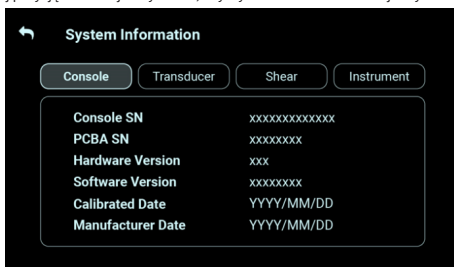 System Information
Console Transducer Shear Instrument
Console SN xxxxxxxxxxxxx
PCBA SN xxxxxxxx
Hardware Version xxx
Software Version xxxxxxxx
Calibrated Date YYYY/MM/DD
Manufacturer Date YYYY/MM/DD